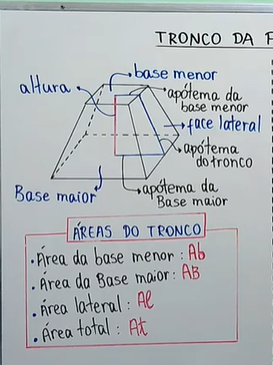 TRONCO DA
base menor
altura
apótema da
base menor
face lateral
apótema
do tronco
Base maior
apótema da
Base maior
ÁREAS DO TRONCO
• Área da base menor : Ab
• Área da Base maior : AB
• Área lateral : Al
• Área total : At